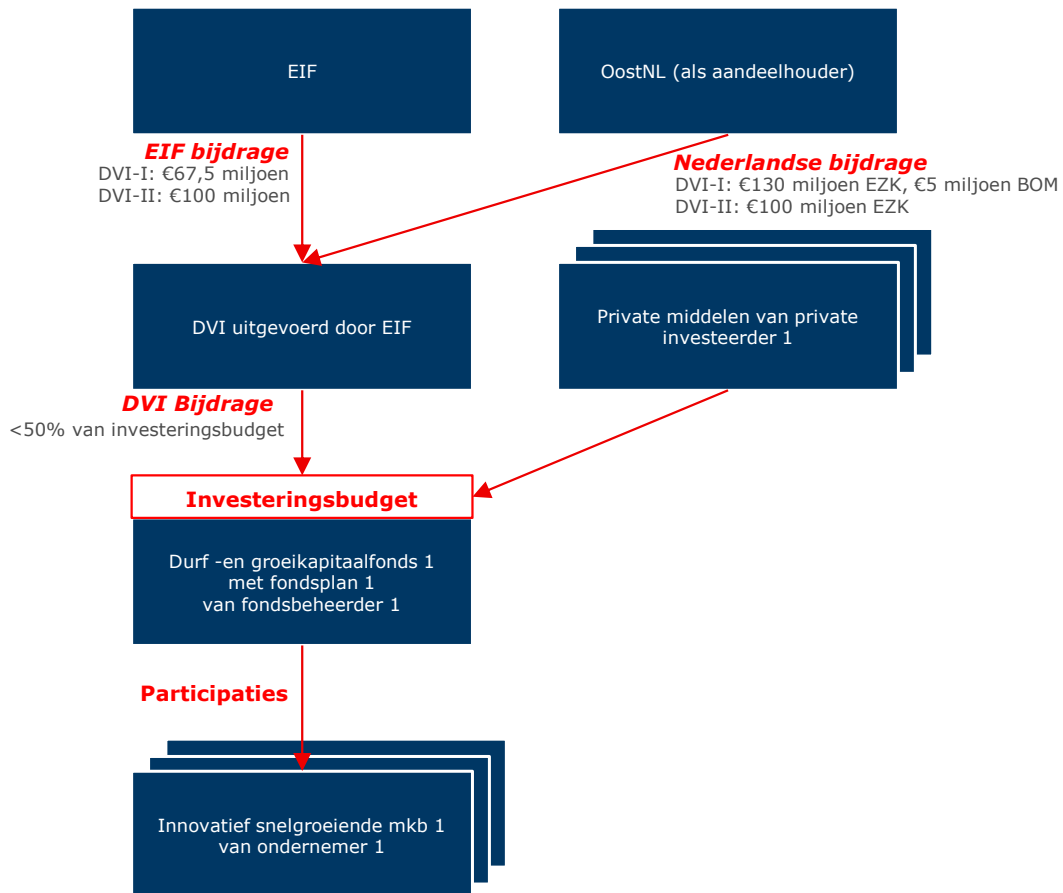 EIF
OostNL (als aandeelhouder)
EIF bijdrage
DVI-I: €67,5 miljoen
DVI-II: €100 miljoen
Nederlandse bijdrage
DVI-I: €130 miljoen EZK, €5 miljoen BOM
DVI-II: €100 miljoen EZK
DVI uitgevoerd door EIF
Private middelen van private
investeerder 1
DVI Bijdrage
<50% van investeringsbudget
Investeringsbudget
Durf -en groeikapitaalfonds 1
met fondsplan 1
van fondsbeheerder 1
Participaties
Innovatief snelgroeiende mkb 1
van ondernemer 1